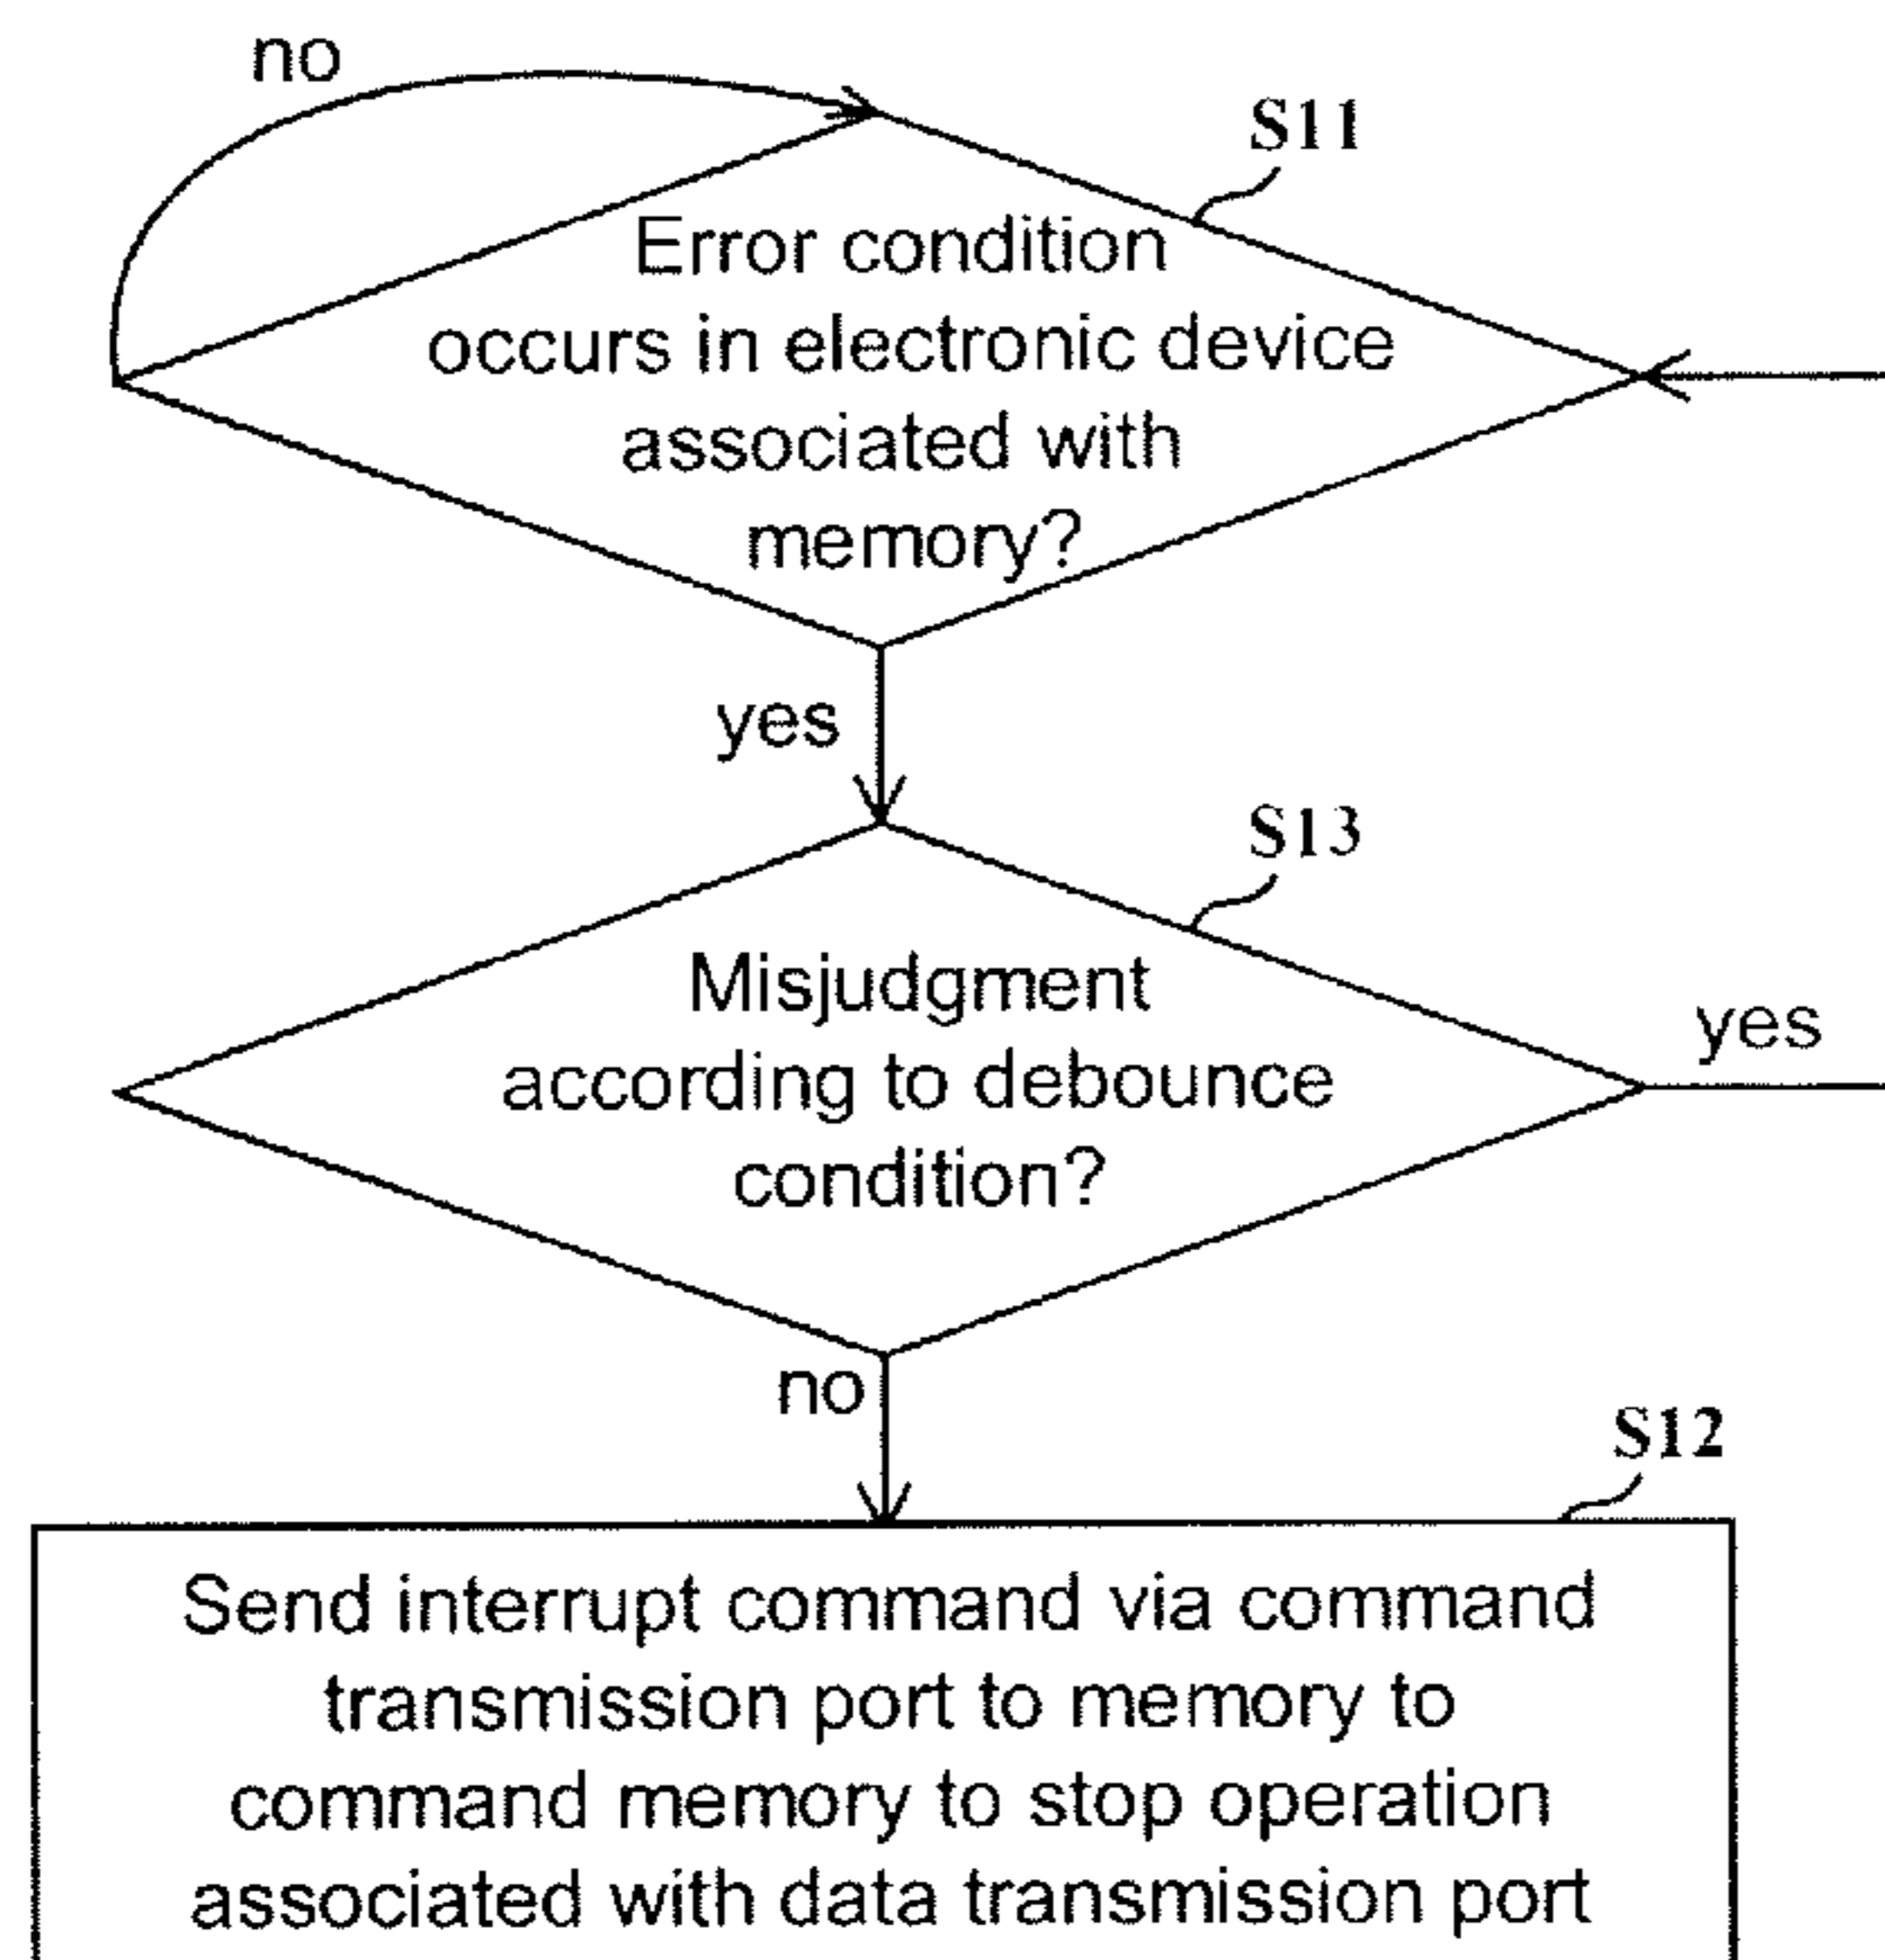 no
S11
Error condition
occurs in electronic device
associated with
memory?
yes
S13
Misjudgment
according to debounce
condition?
yes
no
S12
Send interrupt command via command
transmission port to memory to
command memory to stop operation
associated with data transmission port